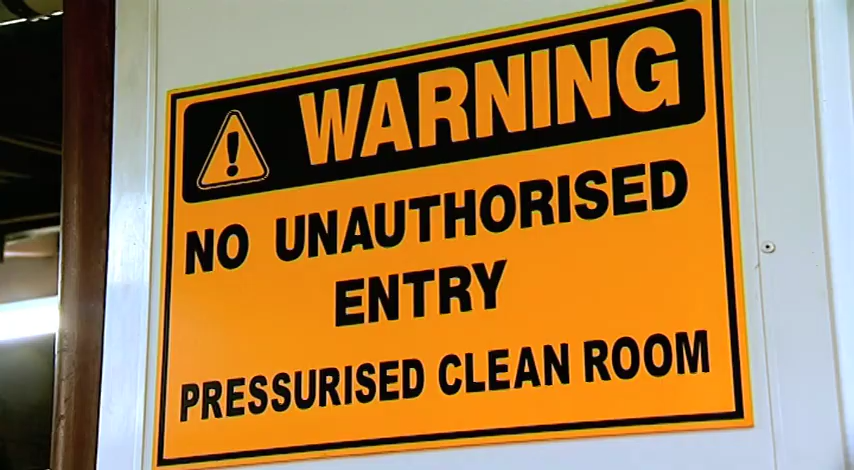 WARNING
NO UNAUTHORISED
ENTRY
PRESSURISED CLEAN ROOM